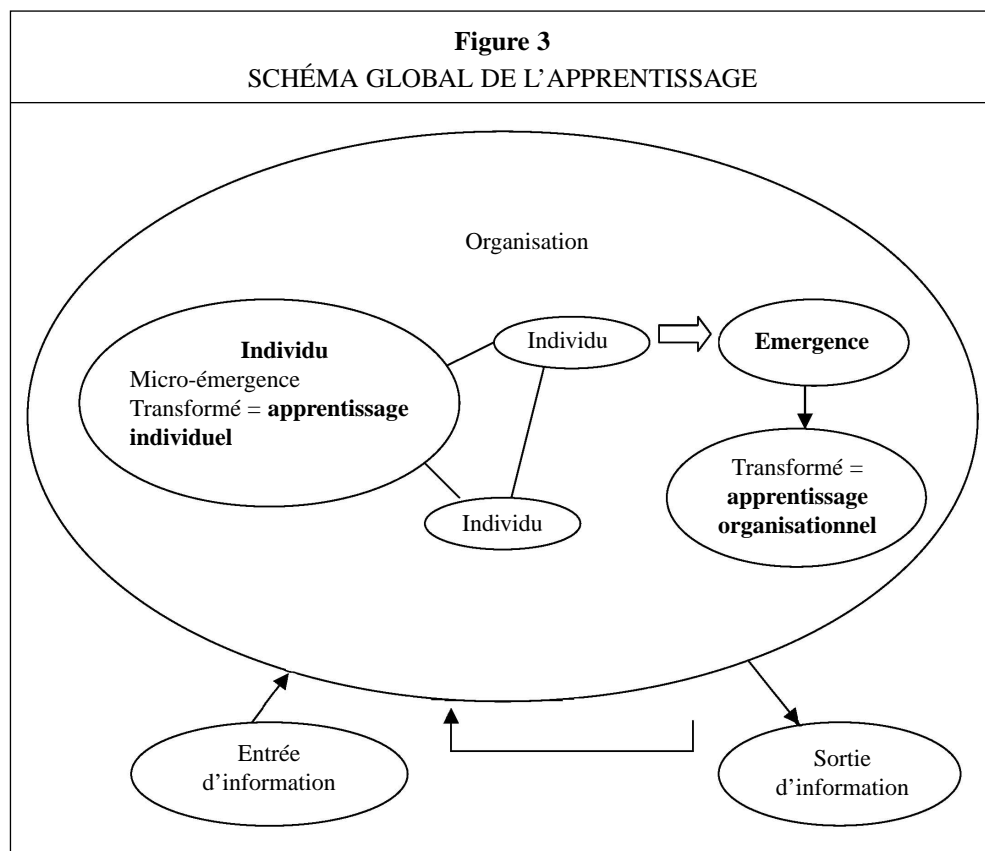 Figure 3
SCHÉMA GLOBAL DE L'APPRENTISSAGE
Organisation
Individu
Micro-émergence
Transformé = apprentissage
individuel
Individu
Individu
Emergence
Transformé =
apprentissage
organisationnel
Entrée
d'information
Sortie
d'information